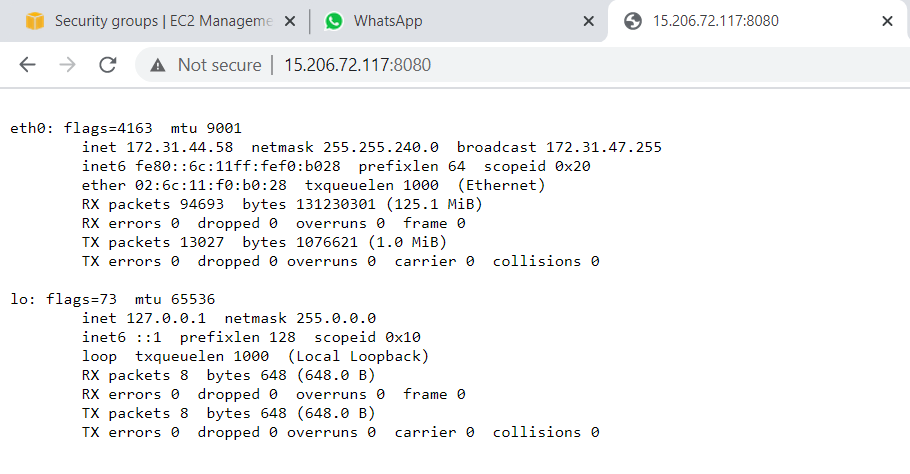 Security groups | EC2 Manageme
WhatsApp
15.206.72.117:8080
Not secure | 15.206.72.117:8080
eth0: flags=4163  mtu 9001
        inet 172.31.44.58  netmask 255.255.240.0  broadcast 172.31.47.255
        inet6 fe80::6c:11ff:fef0:b028  prefixlen 64  scopeid 0x20
        ether 02:6c:11:f0:b0:28  txqueuelen 1000  (Ethernet)
        RX packets 94693  bytes 131230301 (125.1 MiB)
        RX errors 0  dropped 0  overruns 0  frame 0
        TX packets 13027  bytes 1076621 (1.0 MiB)
        TX errors 0  dropped 0 overruns 0  carrier 0  collisions 0
lo: flags=73  mtu 65536
        inet 127.0.0.1  netmask 255.0.0.0
        inet6 ::1  prefixlen 128  scopeid 0x10
        loop  txqueuelen 1000  (Local Loopback)
        RX packets 8  bytes 648 (648.0 B)
        RX errors 0  dropped 0  overruns 0  frame 0
        TX packets 8  bytes 648 (648.0 B)
        TX errors 0  dropped 0 overruns 0  carrier 0  collisions 0